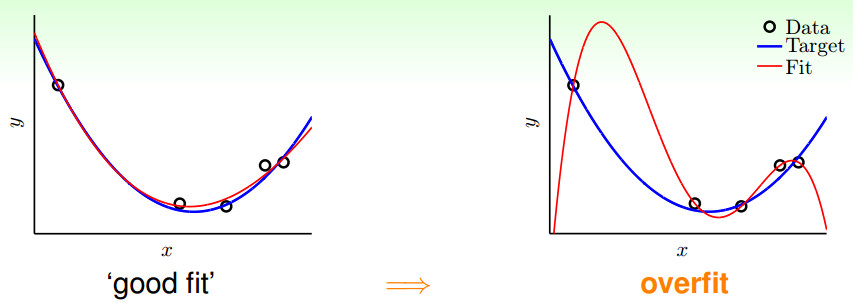 y
x
'good fit'
⟹
y
Data
Target
Fit
x
overfit